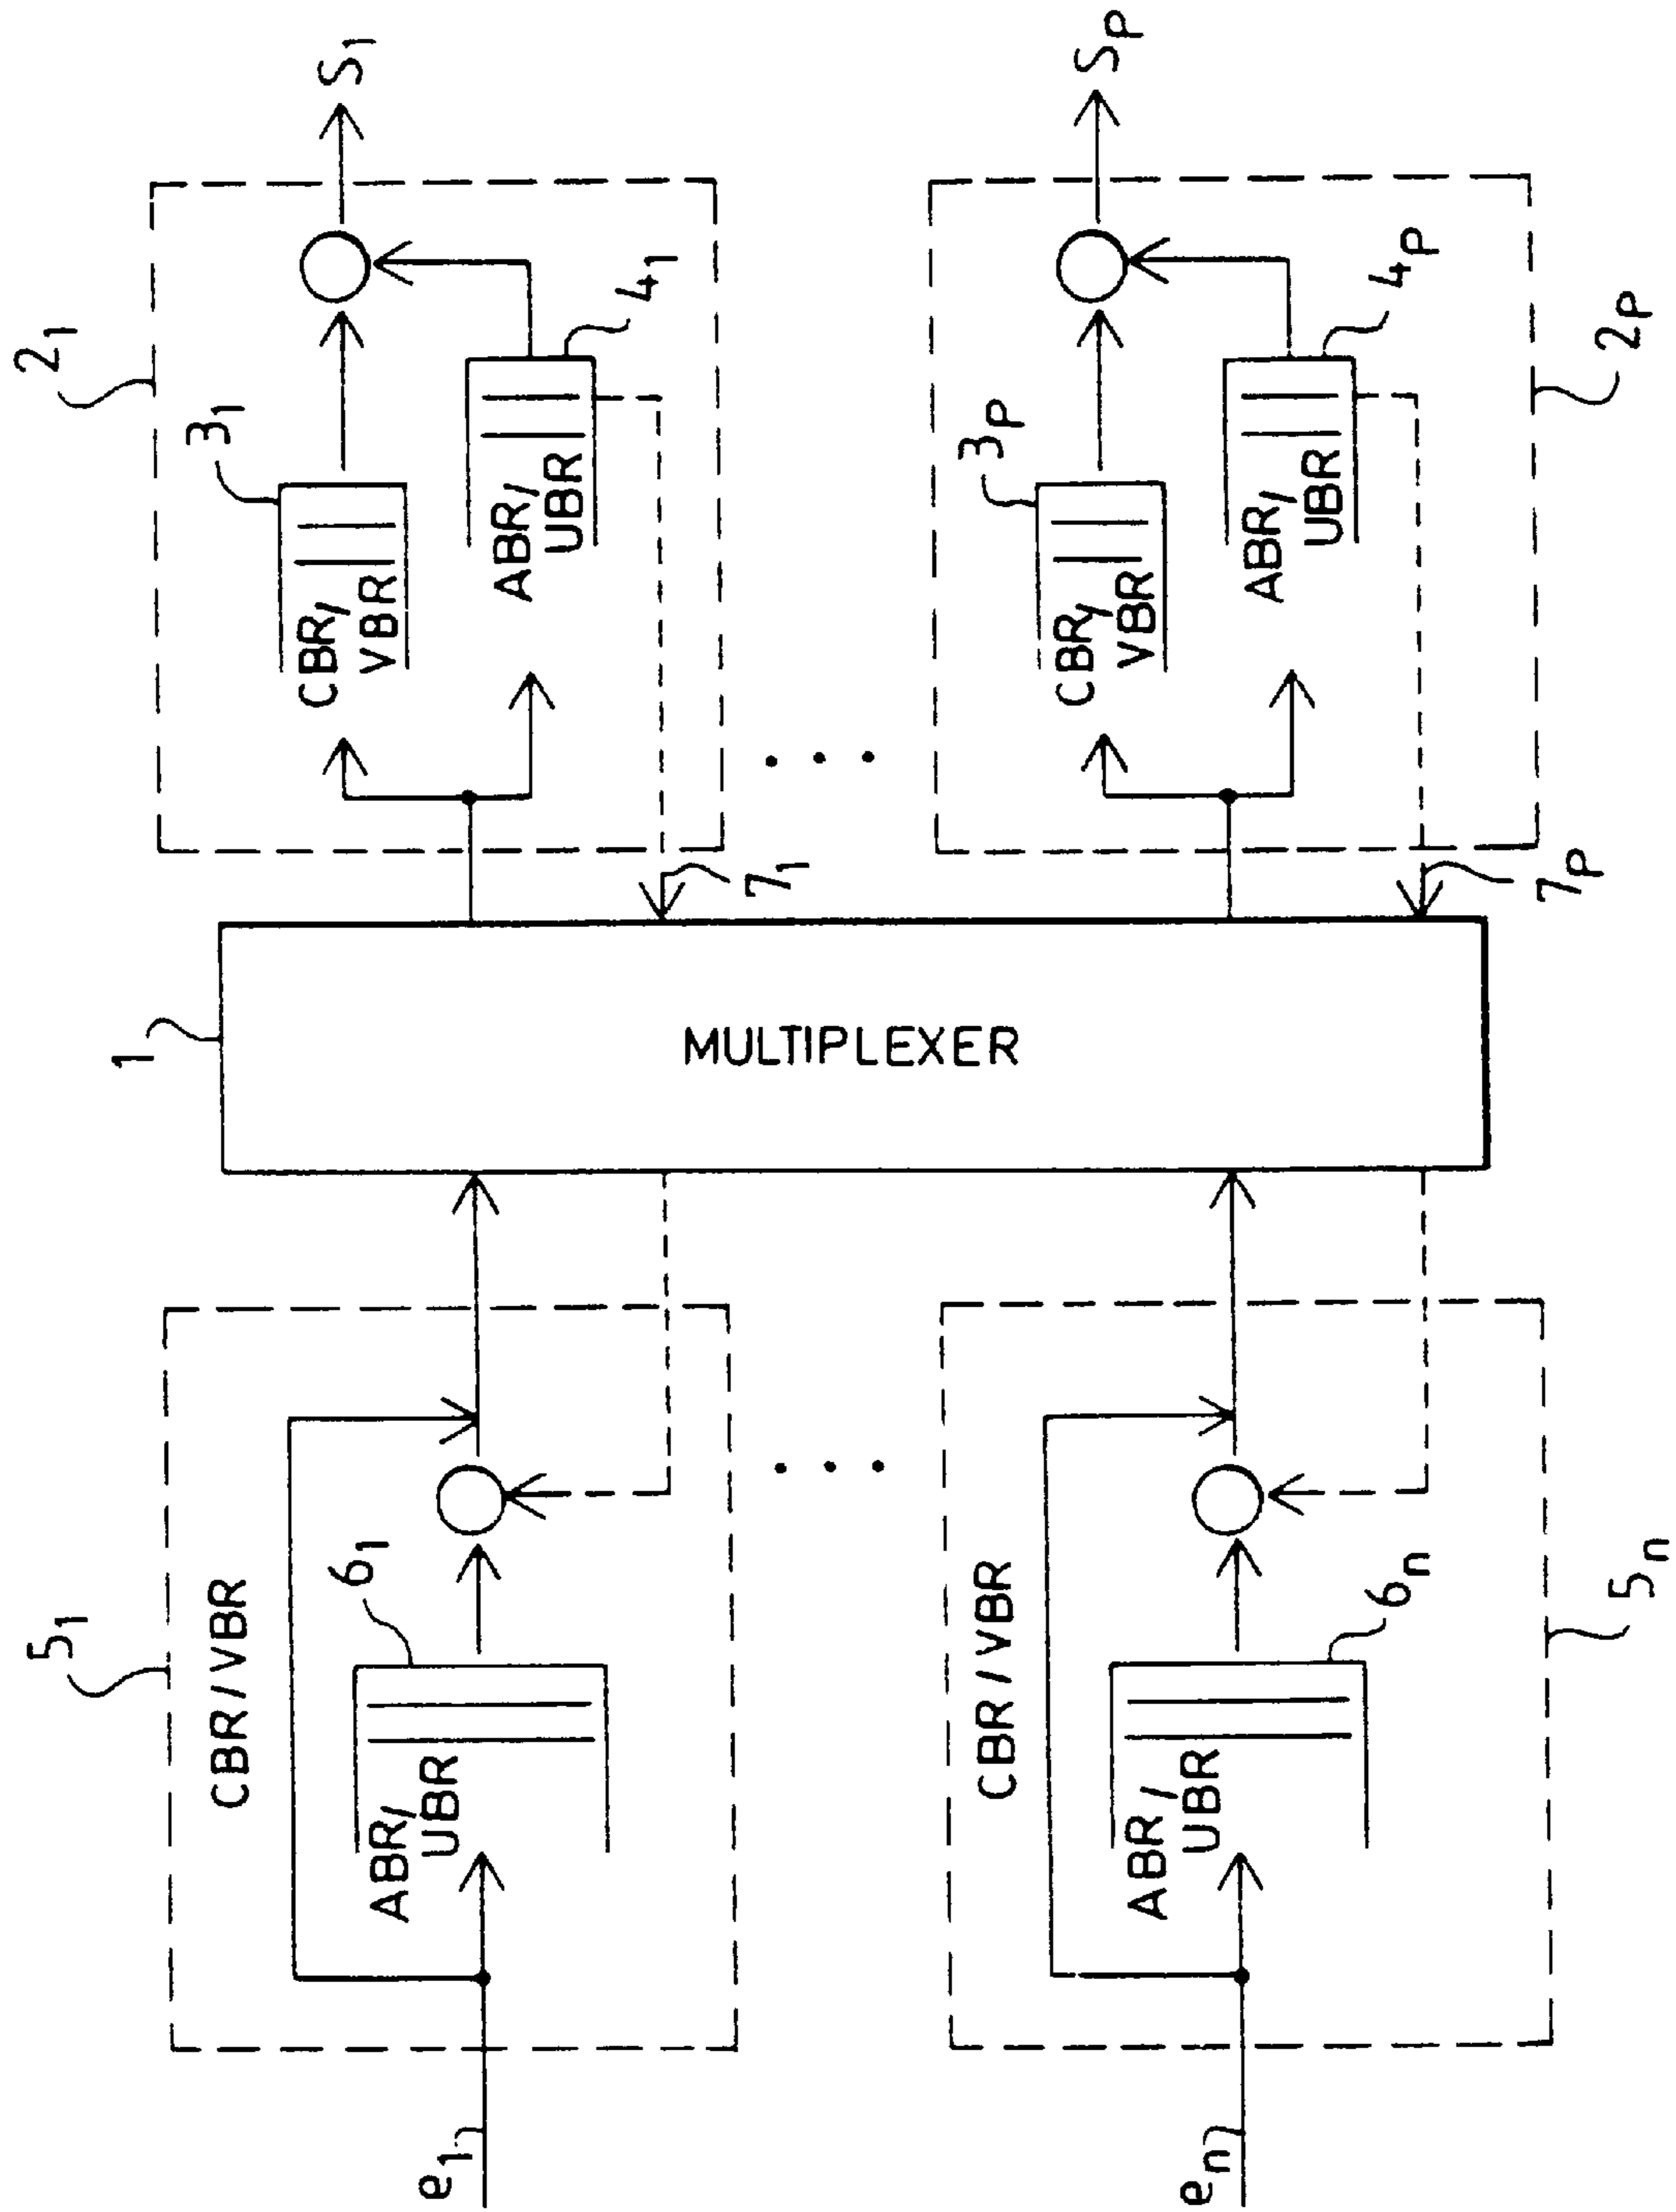 e1
5₁
CBR/VBR
ABR/
UBR
6₁
1
MULTIPLEXER
2₁
3₁
CBR/
VBR
ABR/
UBR
4₁
7₁
S₁
. . .
. . .
en
5n
CBR/VBR
ABR/
UBR
6n
2p
3p
CBR/
VBR
ABR/
UBR
4p
7p
Sp